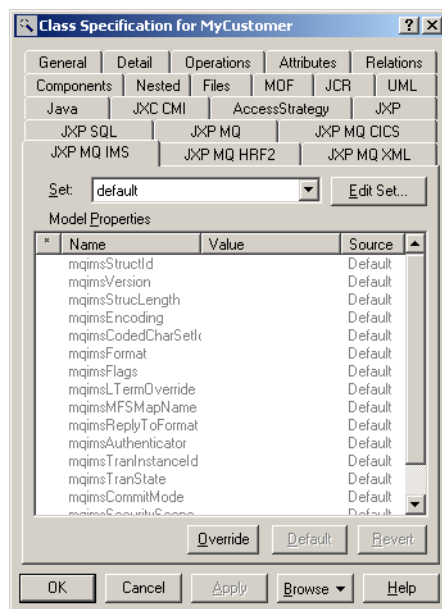 Class Specification for MyCustomer
General Detail Operations Attributes Relations
Components Nested Files MOF JCR UML
Java JXC CMI AccessStrategy JXP
JXP SQL JXP MQ JXP MQ CICS
JXP MQ IMS JXP MQ HRF2 JXP MQ XML
Set: default Edit Set...
Model Properties
* Name Value Source
mqimsStructId Default
mqimsVersion Default
mqimsStrucLength Default
mqimsEncoding Default
mqimsCodedCharSetI Default
mqimsFormat Default
mqimsFlags Default
mqimsLTermOverride Default
mqimsMFSMapName Default
mqimsReplyToFormat Default
mqimsAuthenticator Default
mqimsTranInstanceId Default
mqimsTranState Default
mqimsCommitMode Default
mqimsSecurityScope Default
Override Default Revert
OK Cancel Apply Browse Help